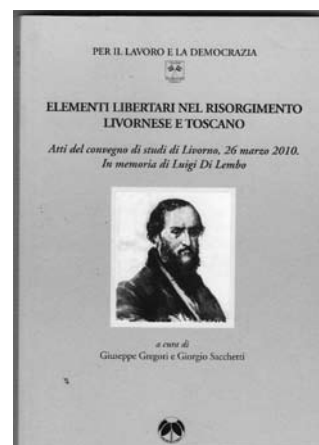 PER IL LAVORO E LA DEMOCRAZIA
ELEMENTI LIBERTARI NEL RISORGIMENTO
LIVORNESE E TOSCANO
Atti del convegno di studi di Livorno, 26 marzo 2010.
In memoria di Luigi Di Lembo
a cura di
Giuseppe Gregori e Giorgio Sacchetti